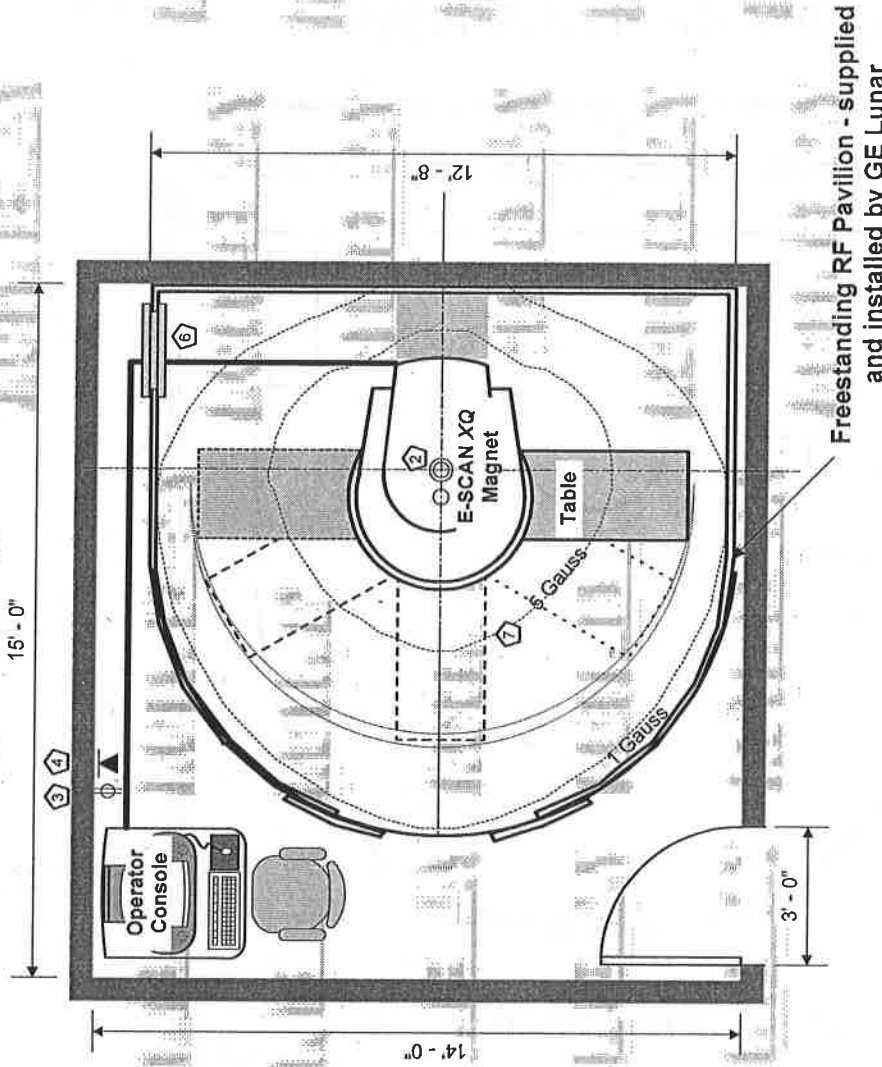 15' - 0"
12' - 8"
6
2
E-SCAN XQ
Magnet
Table
5 Gauss
7
1 Gauss
3
4
Operator
Console
3' - 0"
14' - 0"
Freestanding RF Pavilion - supplied
and installed by GE Lunar